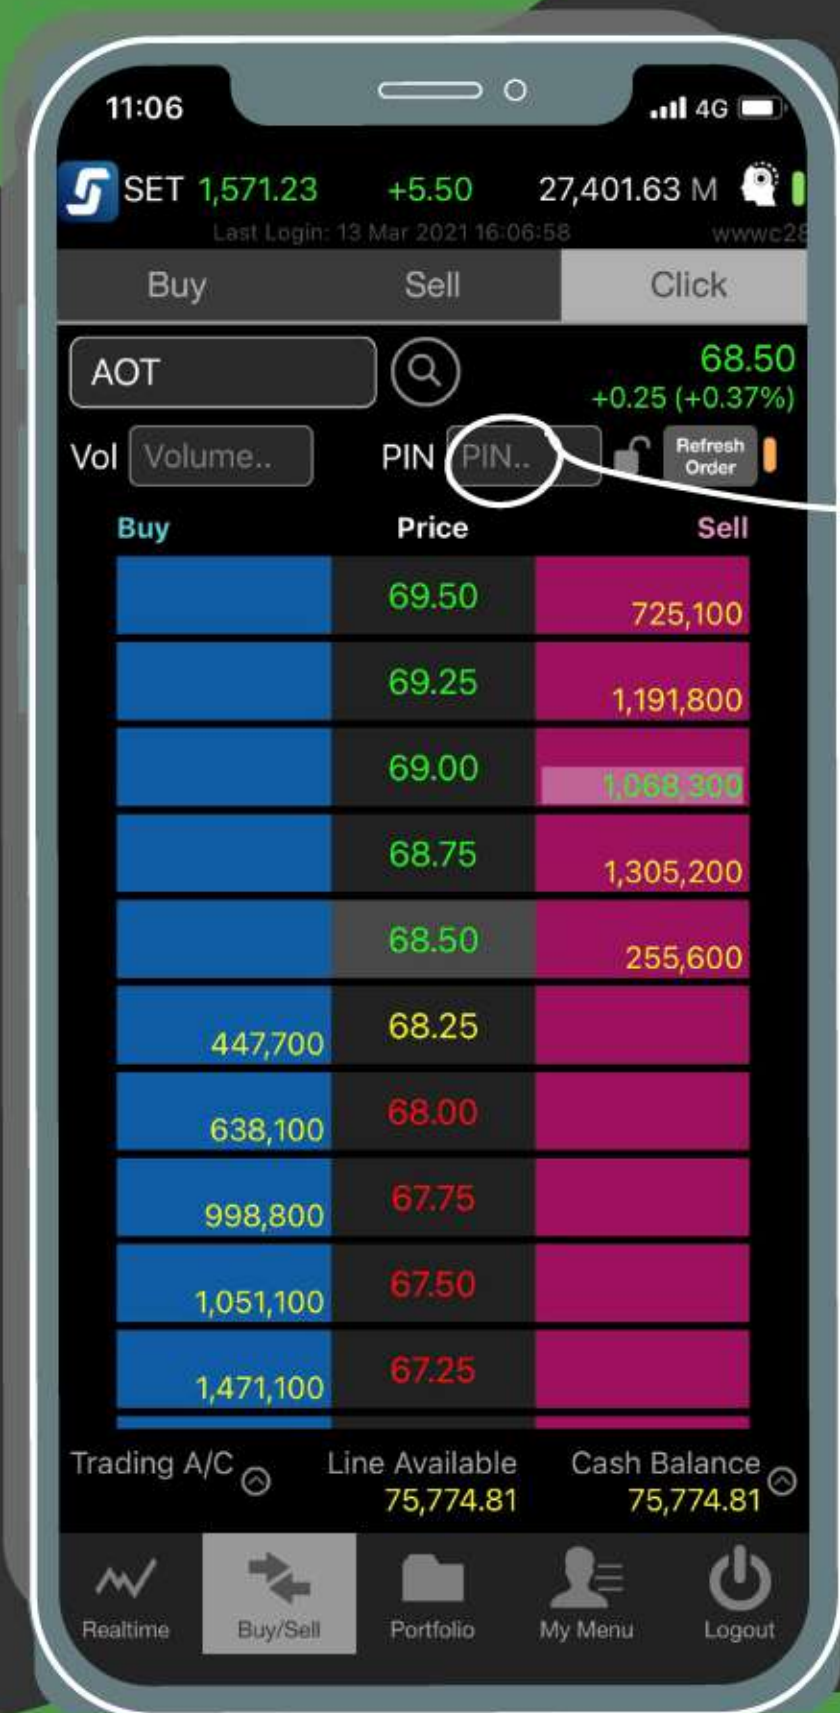 11:06 4G
SET 1,571.23 +5.50 27,401.63 M
Last Login: 13 Mar 2021 16:06:58 wwwc28
Buy Sell Click
AOT 68.50
+0.25 (+0.37%)
Vol Volume.. PIN PIN.. Refresh Order
Buy Price Sell
69.50 725,100
69.25 1,191,800
69.00 1,068,300
68.75 1,305,200
68.50 255,600
447,700 68.25
638,100 68.00
998,800 67.75
1,051,100 67.50
1,471,100 67.25
Trading A/C Line Available Cash Balance
75,774.81 75,774.81
Realtime Buy/Sell Portfolio My Menu Logout